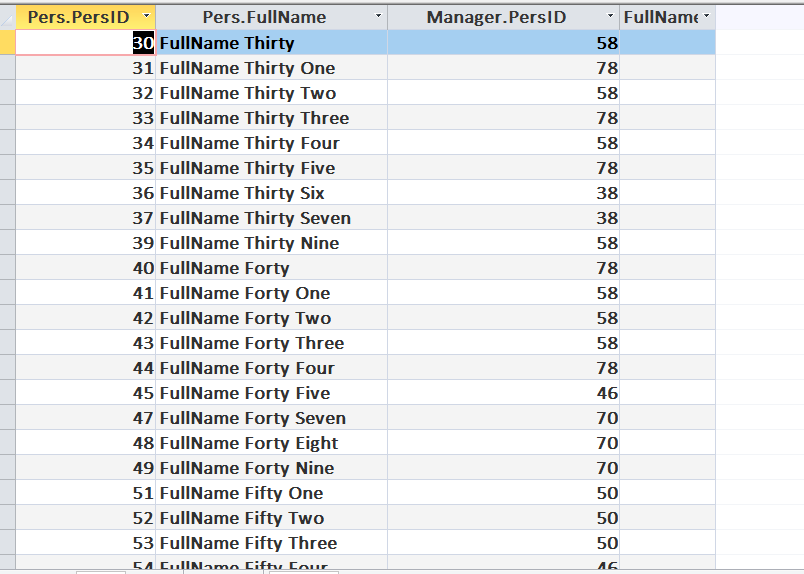 Pers.PersID Pers.FullName Manager.PersID FullName
30 FullName Thirty 58
31 FullName Thirty One 78
32 FullName Thirty Two 58
33 FullName Thirty Three 78
34 FullName Thirty Four 58
35 FullName Thirty Five 78
36 FullName Thirty Six 38
37 FullName Thirty Seven 38
39 FullName Thirty Nine 58
40 FullName Forty 78
41 FullName Forty One 58
42 FullName Forty Two 58
43 FullName Forty Three 58
44 FullName Forty Four 78
45 FullName Forty Five 46
47 FullName Forty Seven 70
48 FullName Forty Eight 70
49 FullName Forty Nine 70
51 FullName Fifty One 50
52 FullName Fifty Two 50
53 FullName Fifty Three 50
54 FullName Fifty Four 46